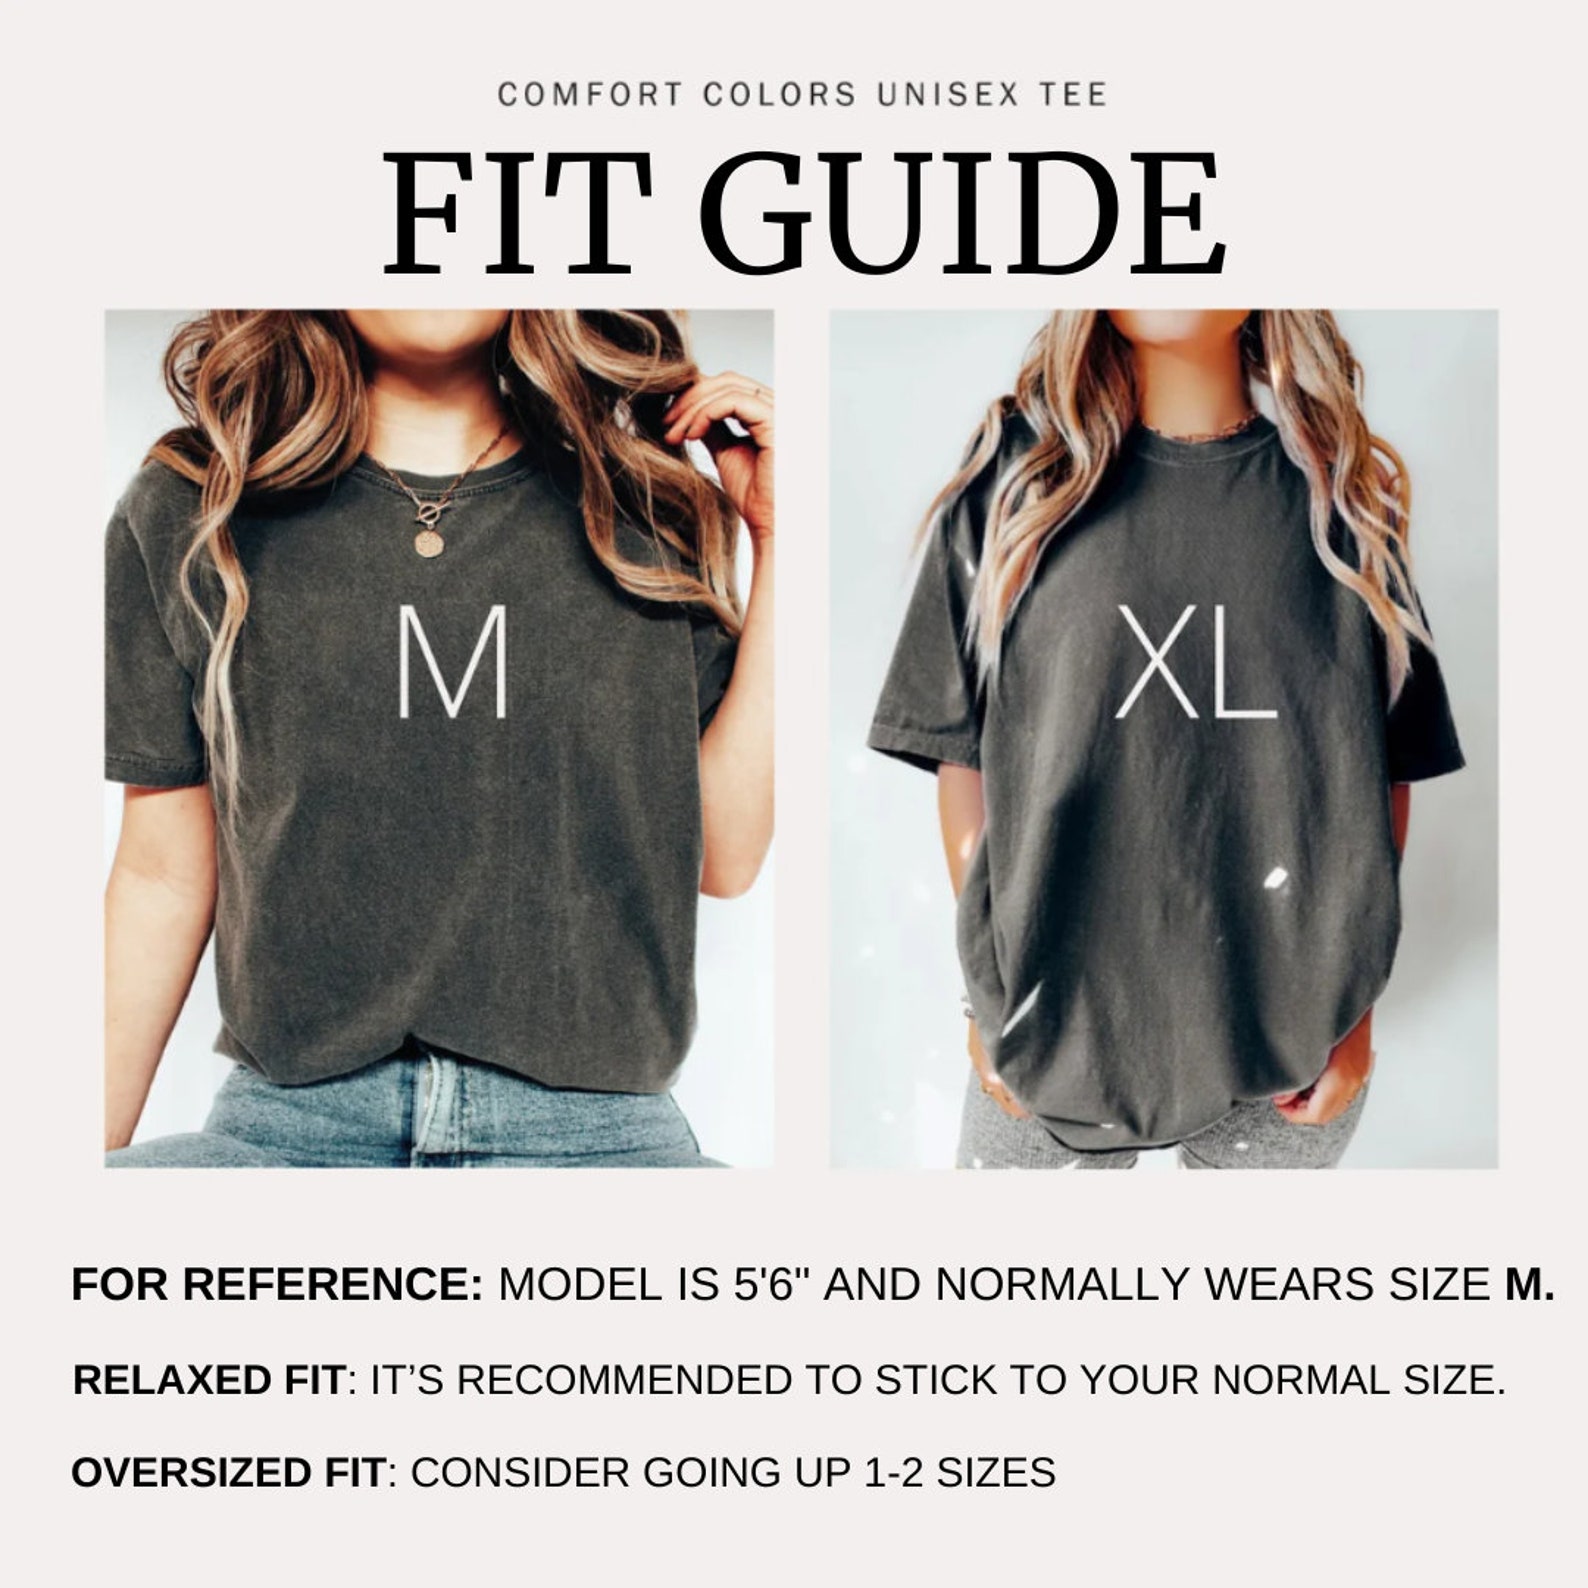 COMFORT COLORS UNISEX TEE
FIT GUIDE
M
XL
FOR REFERENCE: MODEL IS 5'6" AND NORMALLY WEARS SIZE M.
RELAXED FIT: IT’S RECOMMENDED TO STICK TO YOUR NORMAL SIZE.
OVERSIZED FIT: CONSIDER GOING UP 1-2 SIZES